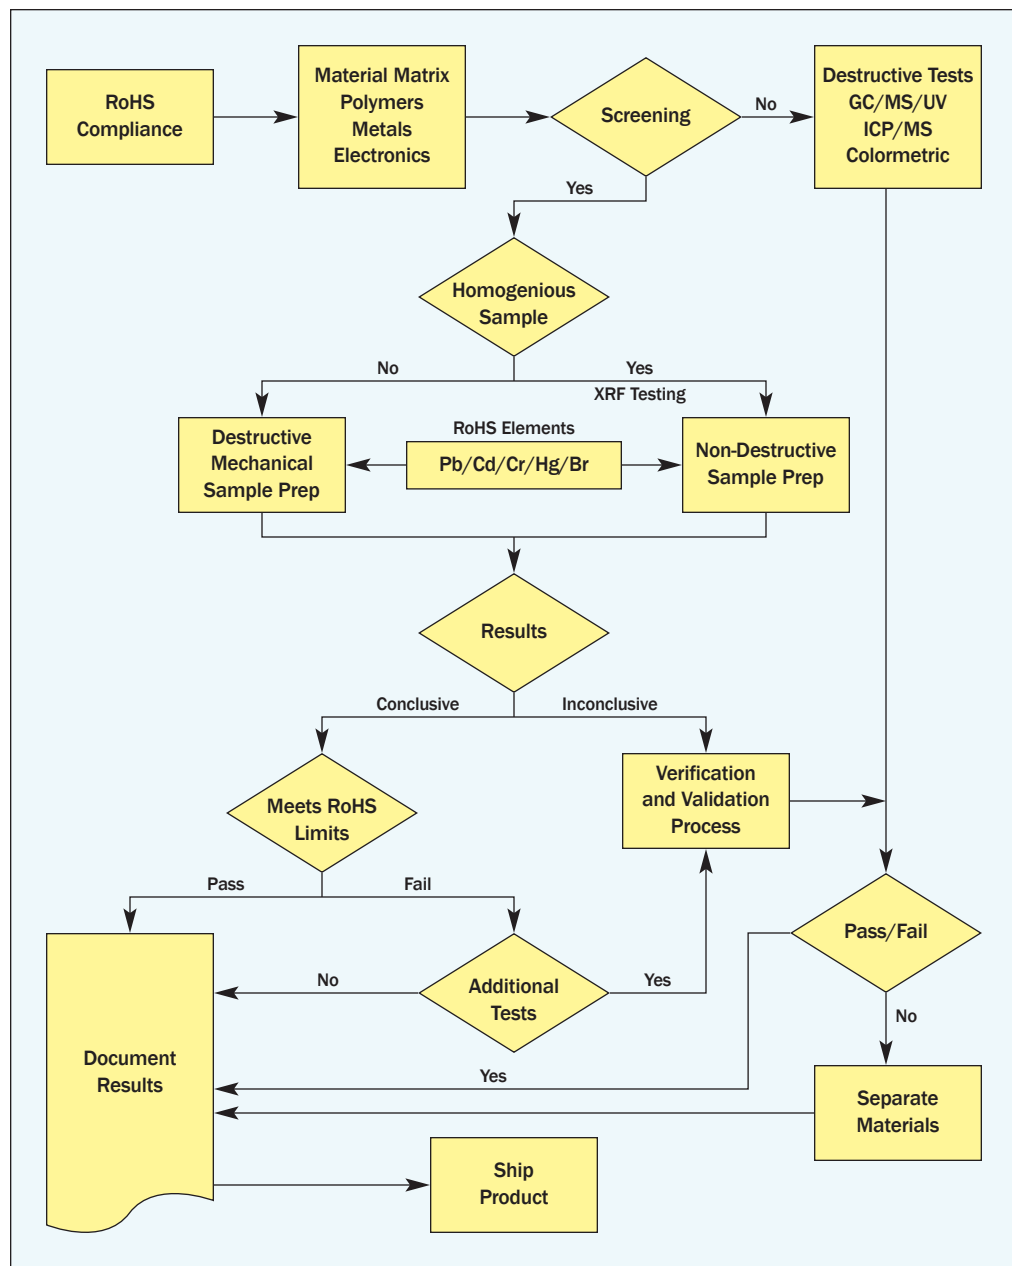 RoHS
Compliance
Material Matrix
Polymers
Metals
Electronics
Screening
No
Destructive Tests
GC/MS/UV
ICP/MS
Colormetric
Yes
Homogenious
Sample
No
Yes
XRF Testing
Destructive
Mechanical
Sample Prep
RoHS Elements
Pb/Cd/Cr/Hg/Br
Non-Destructive
Sample Prep
Results
Conclusive
Inconclusive
Meets RoHS
Limits
Verification
and Validation
Process
Pass
Fail
Pass/Fail
No
Additional
Tests
Yes
No
Document
Results
Yes
Separate
Materials
Ship
Product